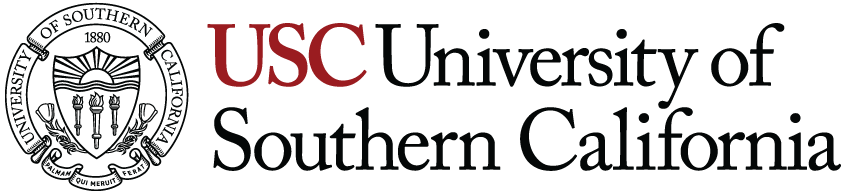 UNIVERSITY OF SOUTHERN CALIFORNIA
1880
PALMAM QUI MERUIT FERAT
USC University of
Southern California